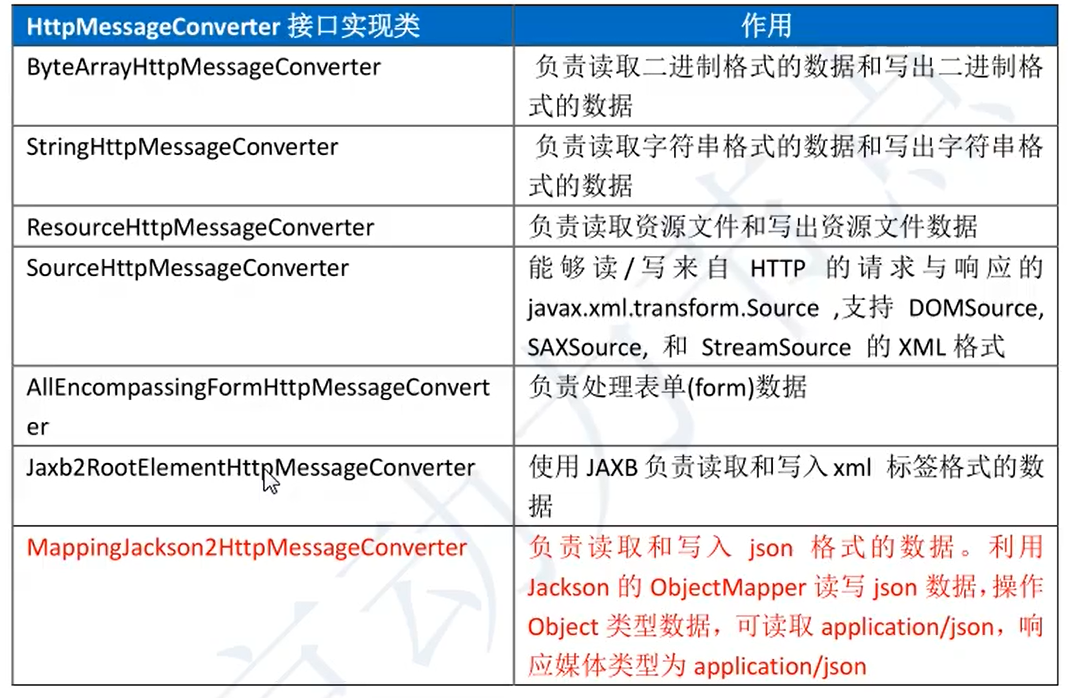 HttpMessageConverter 接口实现类
作用
ByteArrayHttpMessageConverter
负责读取二进制格式的数据和写出二进制格
式的数据
StringHttpMessageConverter
负责读取字符串格式的数据和写出字符串格
式的数据
ResourceHttpMessageConverter
负责读取资源文件和写出资源文件数据
SourceHttpMessageConverter
能够读/写来自 HTTP 的请求与响应的
javax.xml.transform.Source ,支持 DOMSource,
SAXSource, 和 StreamSource 的 XML 格式
AllEncompassingFormHttpMessageConvert
er
负责处理表单(form)数据
Jaxb2RootElementHttpMessageConverter
使用 JAXB 负责读取和写入 xml 标签格式的数
据
MappingJackson2HttpMessageConverter
负责读取和写入 json 格式的数据。利用
Jackson 的 ObjectMapper 读写 json 数据，操作
Object 类型数据，可读取 application/json，响
应媒体类型为 application/json